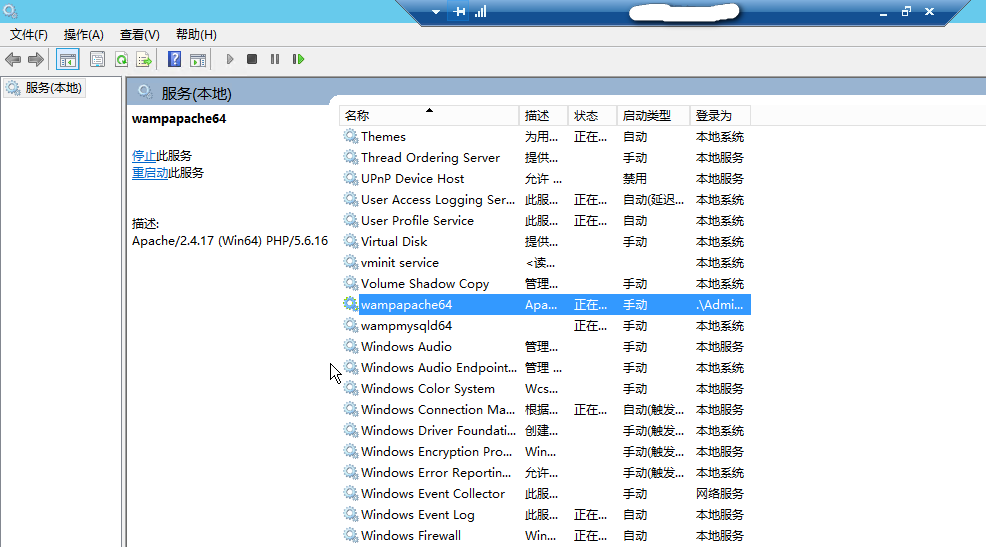 文件(F) 操作(A) 查看(V) 帮助(H)
服务(本地)
服务(本地)
wampapache64
停止此服务
重启动此服务
描述:
Apache/2.4.17 (Win64) PHP/5.6.16
名称 描述 状态 启动类型 登录为
Themes 为用... 正在... 自动 本地系统
Thread Ordering Server 提供... 手动 本地服务
UPnP Device Host 允许 ... 禁用 本地服务
User Access Logging Ser... 此服... 正在... 自动(延迟... 本地系统
User Profile Service 此服... 正在... 自动 本地系统
Virtual Disk 提供... 手动 本地系统
vminit service <读... 本地系统
Volume Shadow Copy 管理... 手动 本地系统
wampapache64 Apa... 正在... 手动 .\Admi...
wampmysqld64 正在... 手动 本地系统
Windows Audio 管理... 手动 本地服务
Windows Audio Endpoint... 管理 ... 手动 本地系统
Windows Color System Wcs... 手动 本地服务
Windows Connection Ma... 根据... 正在... 自动(触发... 本地服务
Windows Driver Foundati... 创建... 手动(触发... 本地系统
Windows Encryption Pro... Win... 手动(触发... 本地服务
Windows Error Reportin... 允许... 手动(触发... 本地系统
Windows Event Collector 此服... 手动 网络服务
Windows Event Log 此服... 正在... 自动 本地服务
Windows Firewall Win... 正在... 自动 本地服务